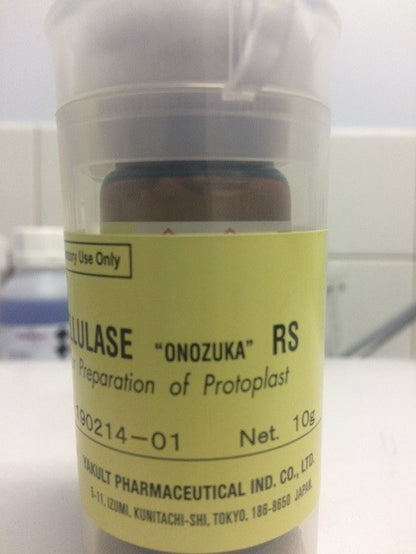 Use Only
"ONOZUKA" RS
Preparation of Protoplast
190214-01 Net. 10g
YAKULT PHARMACEUTICAL IND. CO., LTD.
5-11, IZUMI, KUNITACHI-SHI, TOKYO, 186-8650 JAPAN.